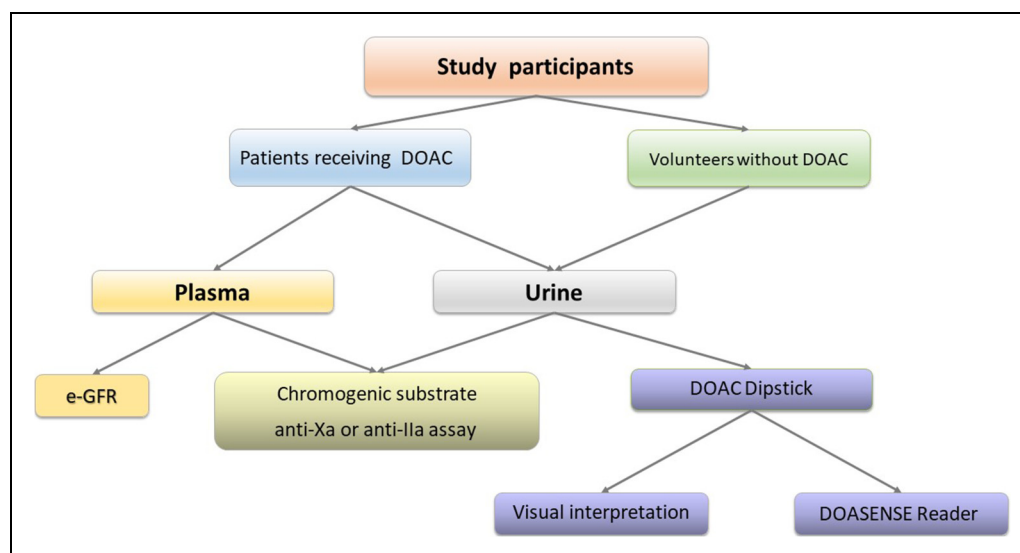 Study participants
Patients receiving DOAC
Volunteers without DOAC
Plasma
Urine
e-GFR
Chromogenic substrate
anti-Xa or anti-IIa assay
DOAC Dipstick
Visual interpretation
DOASENSE Reader